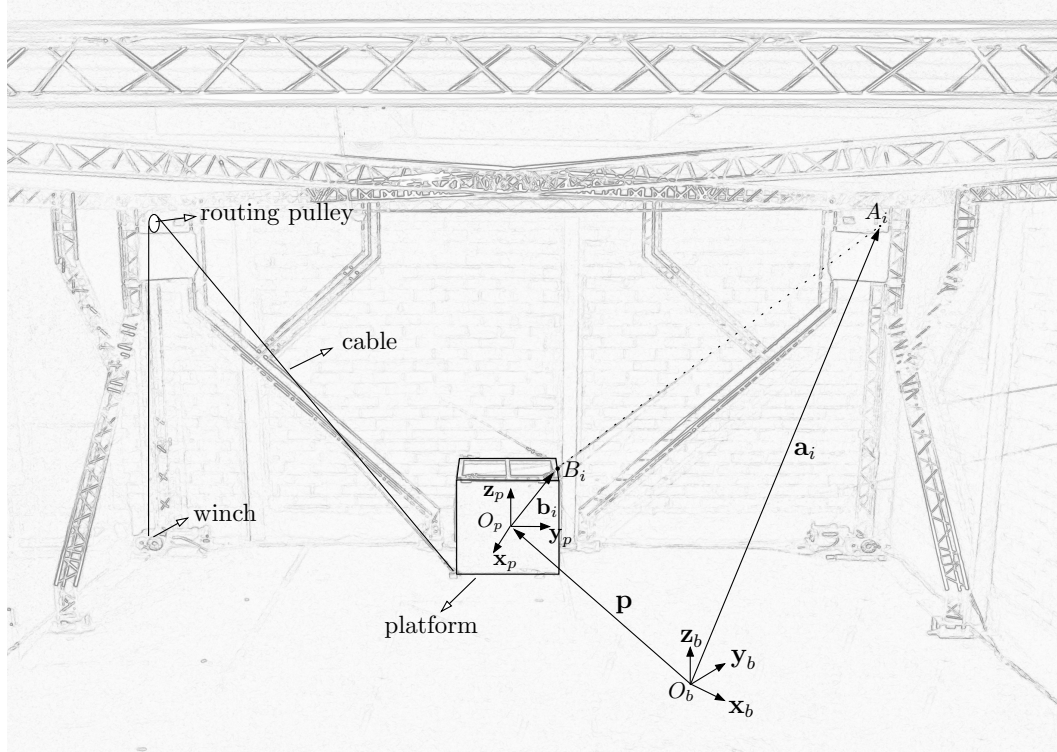 routing pulley
A_i
cable
a_i
B_i
z_p
b_i
winch
O_p
y_p
x_p
p
platform
z_b
y_b
O_b
x_b